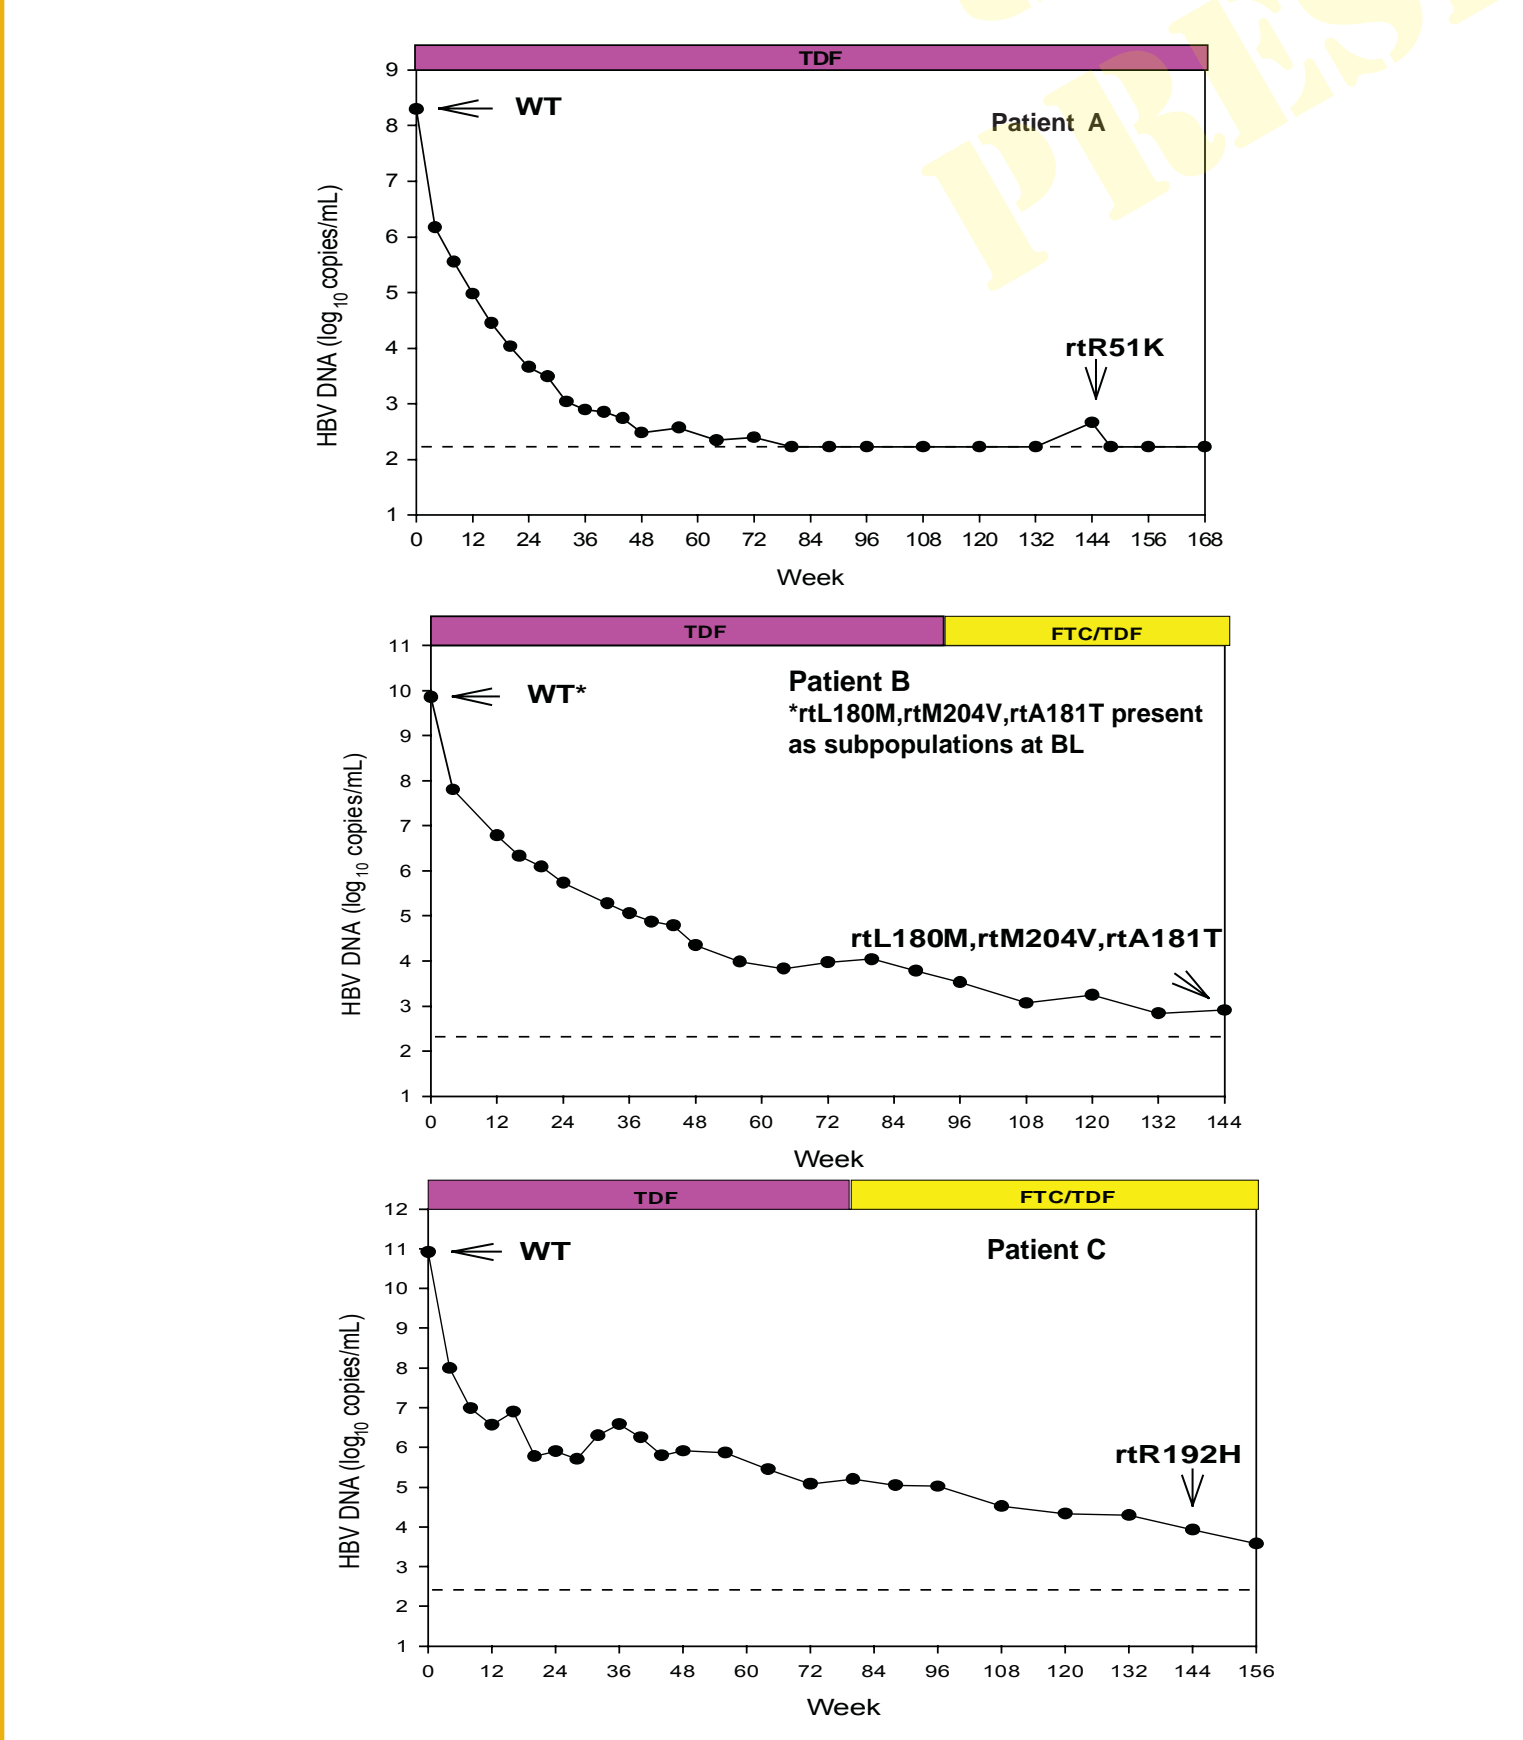 PRES
TDF
9
8
7
6
5
4
3
2
1
HBV DNA (log10 copies/mL)
WT
Patient A
rtR51K
0 12 24 36 48 60 72 84 96 108 120 132 144 156 168
Week
TDF FTC/TDF
11
10
9
8
7
6
5
4
3
2
1
HBV DNA (log10 copies/mL)
WT*
Patient B
*rtL180M,rtM204V,rtA181T present
as subpopulations at BL
rtL180M,rtM204V,rtA181T
0 12 24 36 48 60 72 84 96 108 120 132 144
Week
TDF FTC/TDF
12
11
10
9
8
7
6
5
4
3
2
1
HBV DNA (log10 copies/mL)
WT
Patient C
rtR192H
0 12 24 36 48 60 72 84 96 108 120 132 144 156
Week